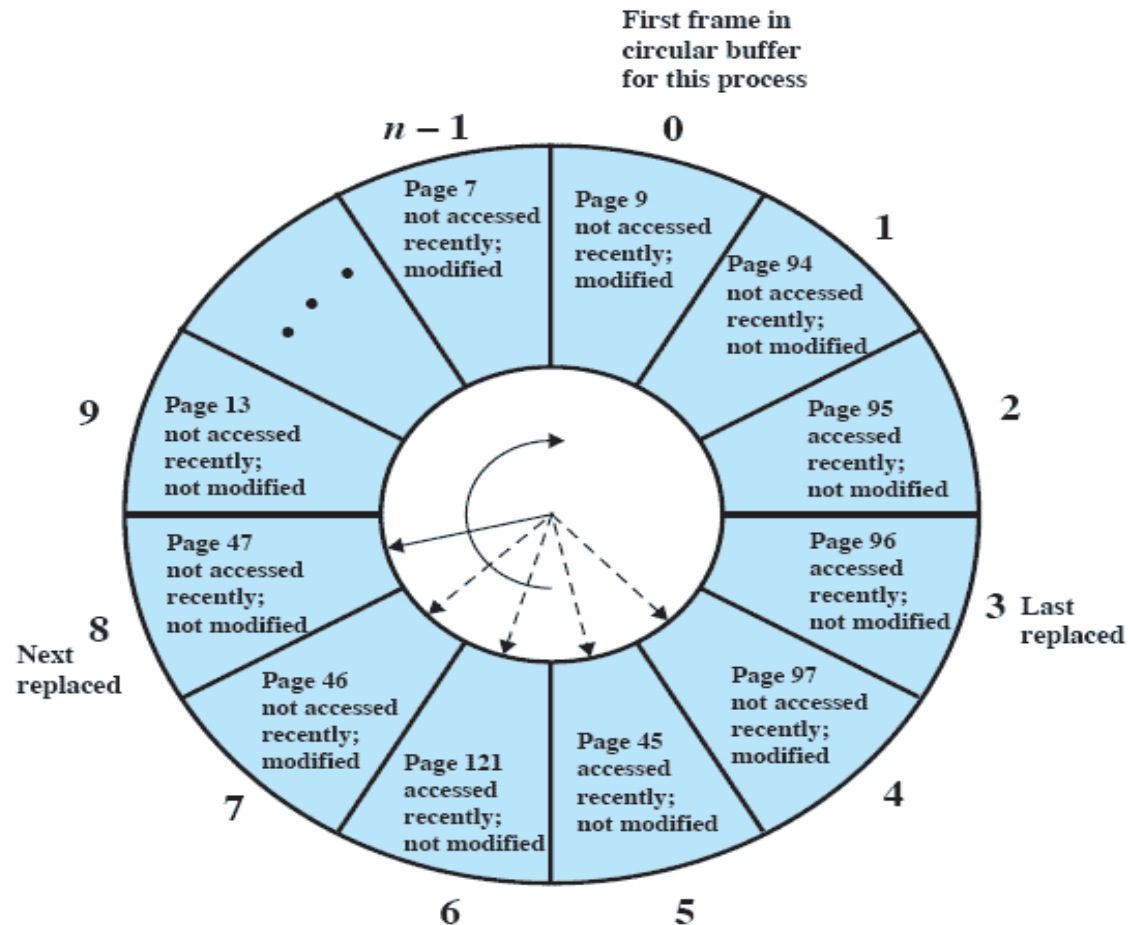 First frame in
circular buffer
for this process
n – 1
0
Page 7
not accessed
recently;
modified
Page 9
not accessed
recently;
modified
1
Page 94
not accessed
recently;
not modified
2
Page 95
accessed
recently;
not modified
3
Last
replaced
Page 96
accessed
recently;
not modified
4
Page 97
not accessed
recently;
modified
5
Page 45
accessed
recently;
not modified
6
Page 121
accessed
recently;
not modified
7
Page 46
not accessed
recently;
modified
8
Next
replaced
Page 47
not accessed
recently;
not modified
9
Page 13
not accessed
recently;
not modified